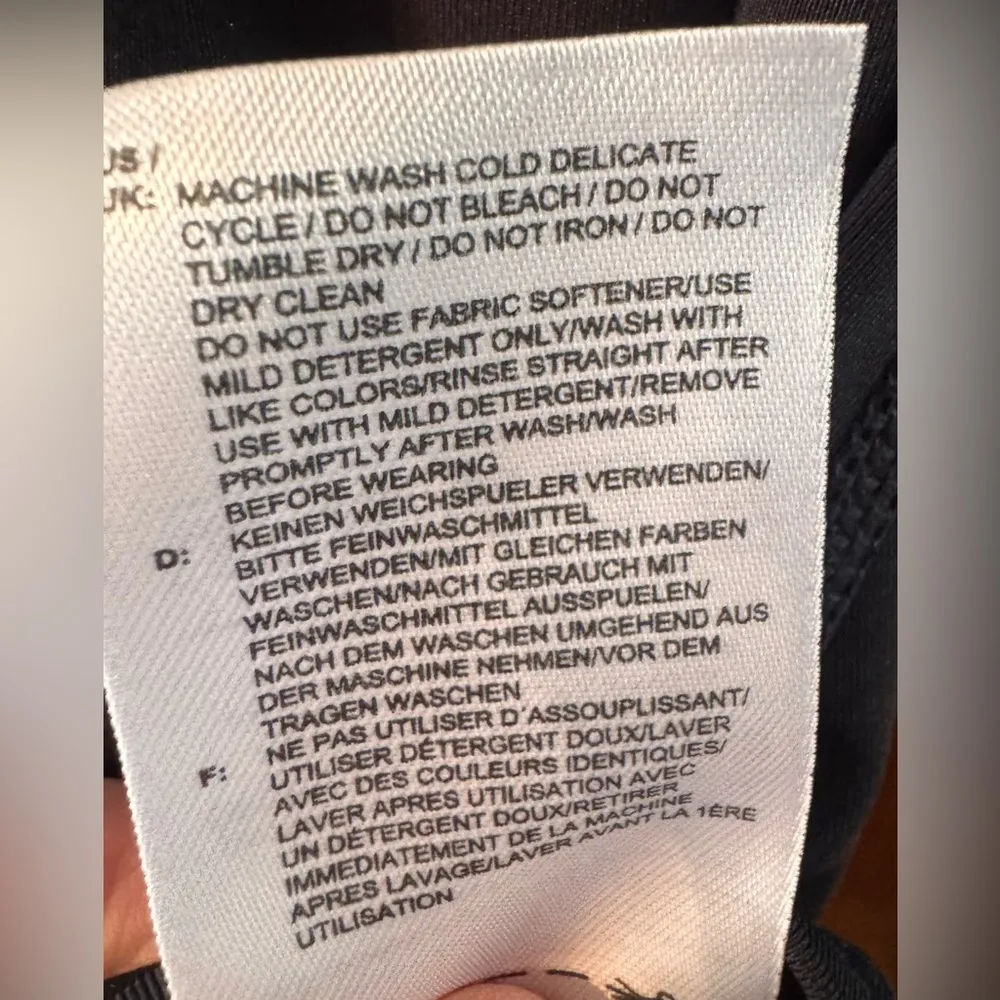 US /
UK: MACHINE WASH COLD DELICATE
CYCLE / DO NOT BLEACH / DO NOT
TUMBLE DRY / DO NOT IRON / DO NOT
DRY CLEAN
DO NOT USE FABRIC SOFTENER/USE
MILD DETERGENT ONLY/WASH WITH
LIKE COLORS/RINSE STRAIGHT AFTER
USE WITH MILD DETERGENT/REMOVE
PROMPTLY AFTER WASH/WASH
BEFORE WEARING
D: KEINEN WEICHSPUELER VERWENDEN/
BITTE FEINWASCHMITTEL
VERWENDEN/MIT GLEICHEN FARBEN
WASCHEN/NACH GEBRAUCH MIT
FEINWASCHMITTEL AUSSPUELEN/
NACH DEM WASCHEN UMGEHEND AUS
DER MASCHINE NEHMEN/VOR DEM
TRAGEN WASCHEN
F: NE PAS UTILISER D'ASSOUPLISSANT/
UTILISER DÉTERGENT DOUX/LAVER
AVEC DES COULEURS IDENTIQUES/
LAVER APRES UTILISATION AVEC
UN DÉTERGENT DOUX/RETIRER
IMMEDIATEMENT DE LA MACHINE
APRES LAVAGE/LAVER AVANT LA 1ÈRE
UTILISATION